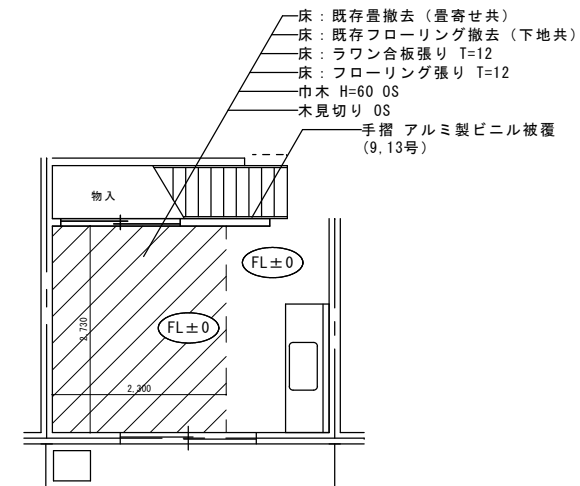 床：既存畳撤去（畳寄せ共）
床：既存フローリング撤去（下地共）
床：ラワン合板張り T=12
床：フローリング張り T=12
巾木 H=60 OS
木見切り OS
手摺 アルミ製ビニル被覆
(9,13号）
物入
FL±0
FL±0
2,730
2,300